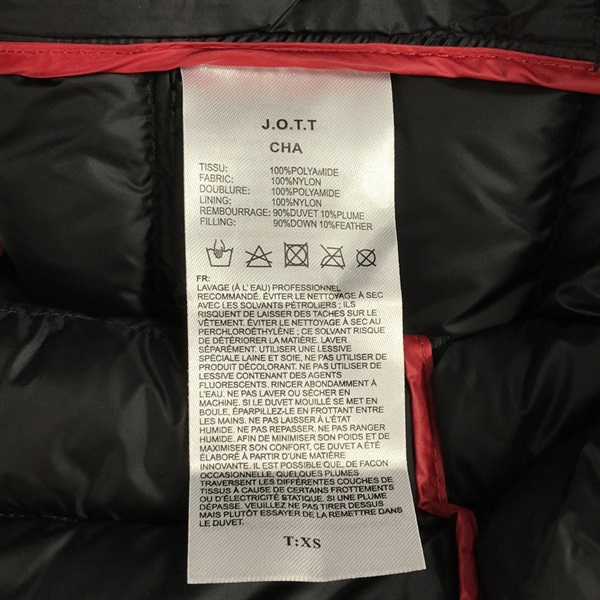 J.O.T.T
CHA
TISSU: 100%POLYAMIDE
FABRIC: 100%NYLON
DOUBLURE: 100%POLYAMIDE
LINING: 100%NYLON
REMBOURRAGE: 90%DUVET 10%PLUME
FILLING: 90%DOWN 10%FEATHER
FR:
LAVAGE (À L' EAU) PROFESSIONNEL
RECOMMANDÉ. ÉVITER LE NETTOYAGE À SEC
AVEC LES SOLVANTS PÉTROLIERS ; ILS
RISQUENT DE LAISSER DES TACHES SUR LE
VÊTEMENT. ÉVITER LE NETTOYAGE À SEC AU
PERCHLOROÉTHYLÈNE ; CE SOLVANT RISQUE
DE DÉTÉRIORER LA MATIÈRE. LAVER
SÉPARÉMENT. UTILISER UNE LESSIVE
SPÉCIALE LAINE ET SOIE, NE PAS UTILISER DE
PRODUIT DÉCOLORANT. NE PAS UTILISER DE
LESSIVE CONTENANT DES AGENTS
FLUORESCENTS. RINCER ABONDAMMENT À
L'EAU. NE PAS LAVER OU SÉCHER EN
MACHINE. SI LE DUVET MOUILLÉ SE MET EN
BOULE, ÉPARPILLEZ-LE EN FROTTANT ENTRE
LES MAINS. NE PAS LAISSER À L'ÉTAT
HUMIDE. NE PAS REPASSER. NE PAS RANGER
HUMIDE. AFIN DE MINIMISER SON POIDS ET DE
MAXIMISER SON CONFORT, CE DUVET A ÉTÉ
ÉLABORÉ À PARTIR D'UNE MATIÈRE
INNOVANTE. IL EST POSSIBLE QUE, DE FAÇON
OCCASIONNELLE, QUELQUES PLUMES
TRAVERSENT LES DIFFÉRENTES COUCHES DE
TISSUS À CAUSE DE CERTAINS FROTTEMENTS
OU D'ÉLECTRICITÉ STATIQUE. SI UNE PLUME
DÉPASSE. VEUILLEZ NE PAS TIRER DESSUS
MAIS PLUTÔT ESSAYER DE LA REMETTRE DANS
LE DUVET.
T:XS